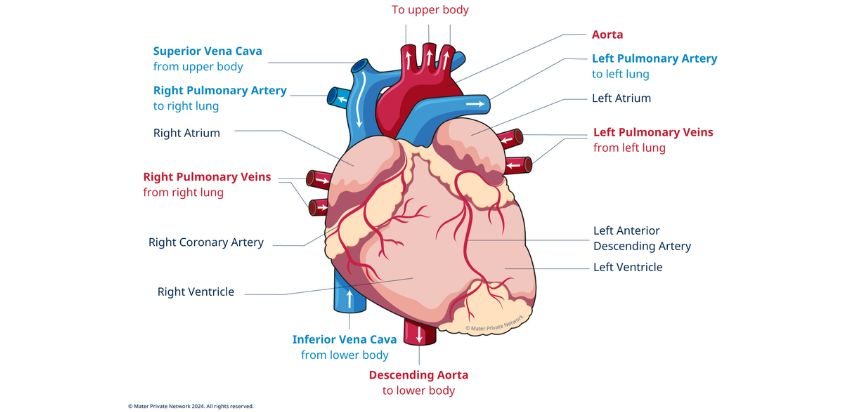 To upper body
Superior Vena Cava
from upper body
Right Pulmonary Artery
to right lung
Right Atrium
Right Pulmonary Veins
from right lung
Right Coronary Artery
Right Ventricle
Aorta
Left Pulmonary Artery
to left lung
Left Atrium
Left Pulmonary Veins
from left lung
Left Anterior
Descending Artery
Left Ventricle
© Mater Private Network
Inferior Vena Cava
from lower body
Descending Aorta
to lower body
© Mater Private Network 2024. All rights reserved.